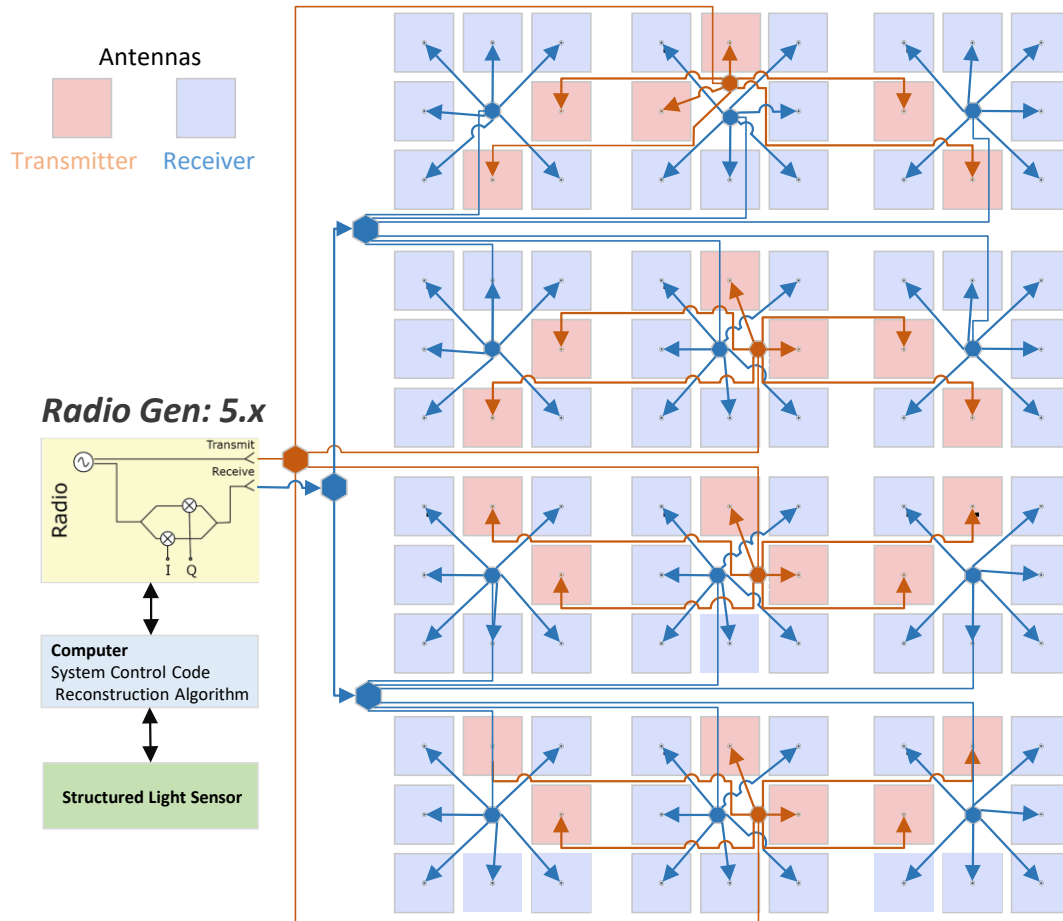 Antennas
Transmitter
Receiver
Radio Gen: 5.x
Transmit
Receive
Radio
I
Q
Computer
System Control Code
Reconstruction Algorithm
Structured Light Sensor